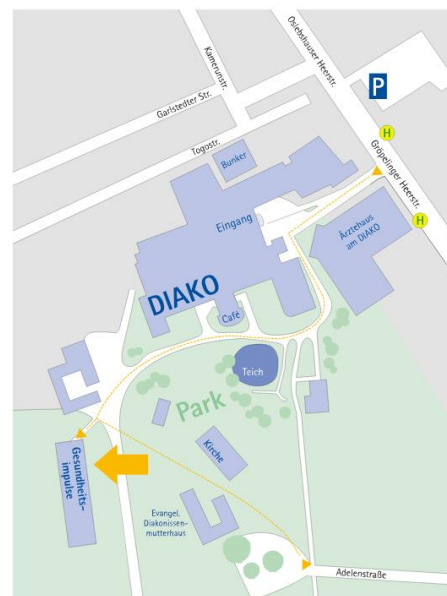 Oslebshauser Heerstr.
Kamerunstr.
P
Garlstedter Str.
H
Togostr.
Gröpelinger Heerstr.
Bunker
Eingang
Ärztehaus
am DIAKO
H
DIAKO
Café
Teich
Park
Gesundheits-
impulse
Kirche
Evangel.
Diakonissen-
mutterhaus
Adelenstraße